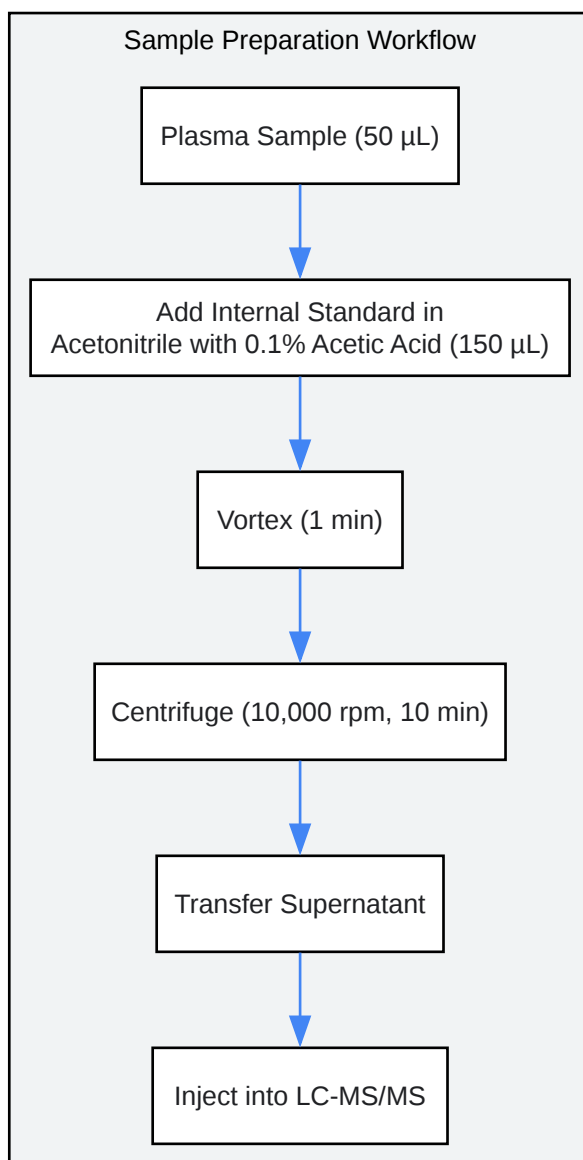 Sample Preparation Workflow
Plasma Sample (50 µL)
Add Internal Standard in
Acetonitrile with 0.1% Acetic Acid (150 µL)
Vortex (1 min)
Centrifuge (10,000 rpm, 10 min)
Transfer Supernatant
Inject into LC-MS/MS